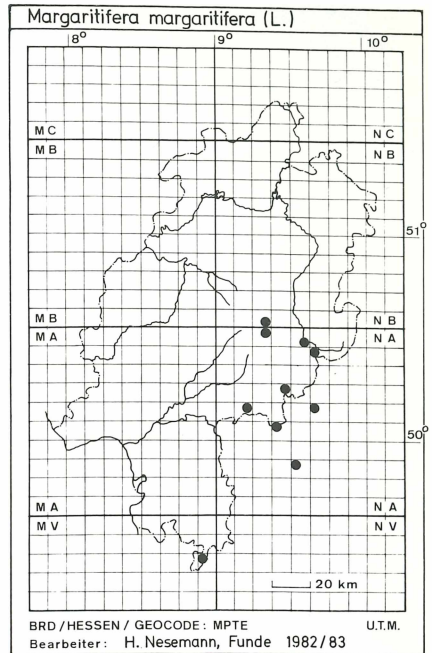 Margaritifera margaritifera (L.)
8° 9° 10°
MC NC
MB NB
51°
MB NB
MA NA
50°
MA NA
MV NV
20 km
BRD / HESSEN / GEOCODE : MPTE U.T.M.
Bearbeiter : H. Nesemann, Funde 1982/83